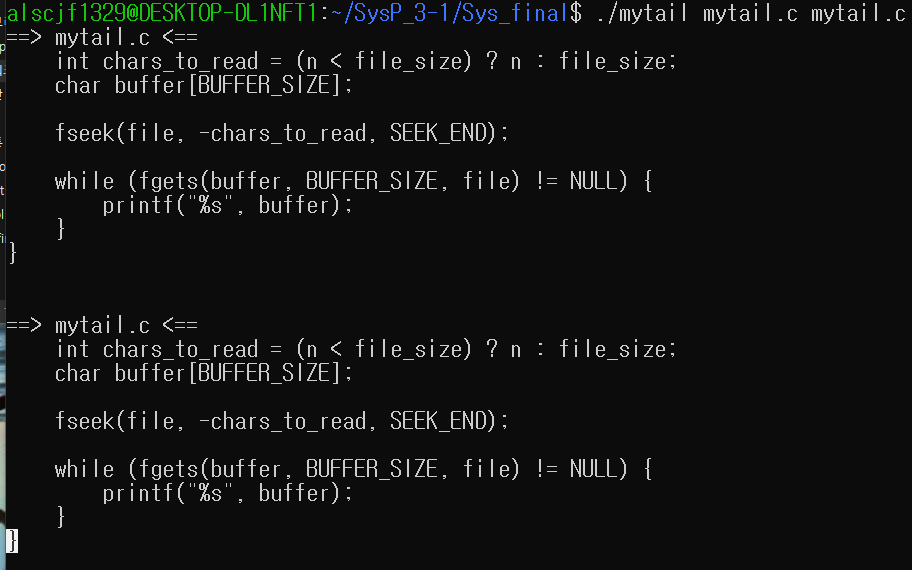 alscjf1329@DESKTOP-DL1NFT1:~/SysP_3-1/Sys_final$ ./mytail mytail.c mytail.c
==> mytail.c <==
    int chars_to_read = (n < file_size) ? n : file_size;
    char buffer[BUFFER_SIZE];

    fseek(file, -chars_to_read, SEEK_END);

    while (fgets(buffer, BUFFER_SIZE, file) != NULL) {
        printf("%s", buffer);
    }
}

==> mytail.c <==
    int chars_to_read = (n < file_size) ? n : file_size;
    char buffer[BUFFER_SIZE];

    fseek(file, -chars_to_read, SEEK_END);

    while (fgets(buffer, BUFFER_SIZE, file) != NULL) {
        printf("%s", buffer);
    }
}